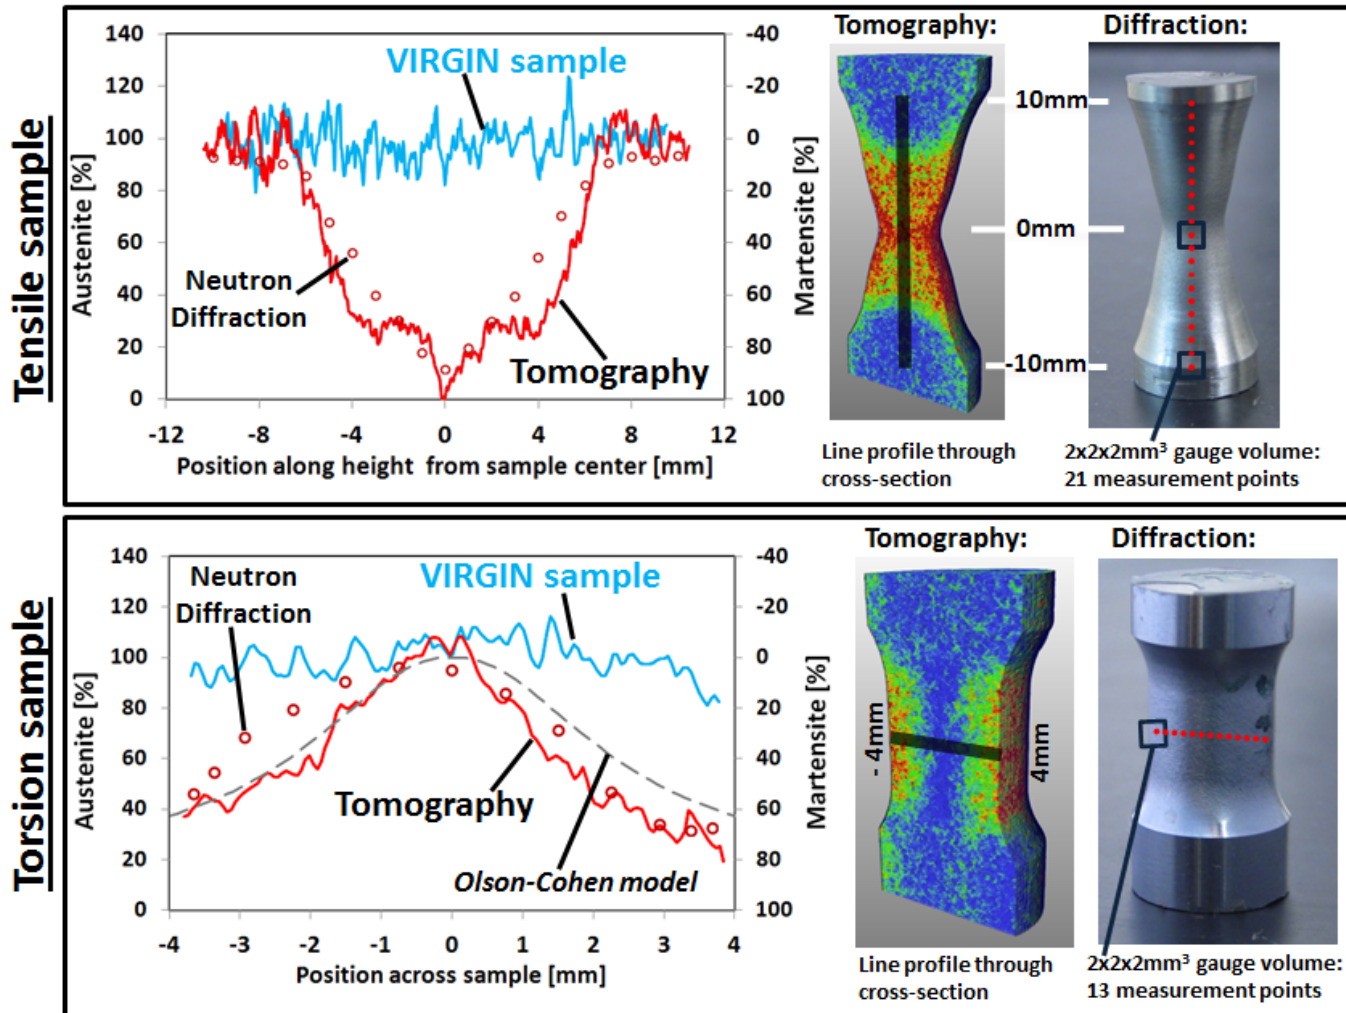 Tensile sample
140
120
100
80
60
40
20
0
Austenite [%]
-40
-20
0
20
40
60
80
100
Martensite [%]
VIRGIN sample
Neutron
Diffraction
Tomography
-12
-8
-4
0
4
8
12
Position along height from sample center [mm]
Tomography:
Diffraction:
10mm
0mm
-10mm
Line profile through
cross-section
2x2x2mm³ gauge volume:
21 measurement points
Torsion sample
140
120
100
80
60
40
20
0
Austenite [%]
-40
-20
0
20
40
60
80
100
Martensite [%]
Neutron
Diffraction
VIRGIN sample
Tomography
Olson-Cohen model
-4
-3
-2
-1
0
1
2
3
4
Position across sample [mm]
Tomography:
Diffraction:
- 4mm
4mm
Line profile through
cross-section
2x2x2mm³ gauge volume:
13 measurement points